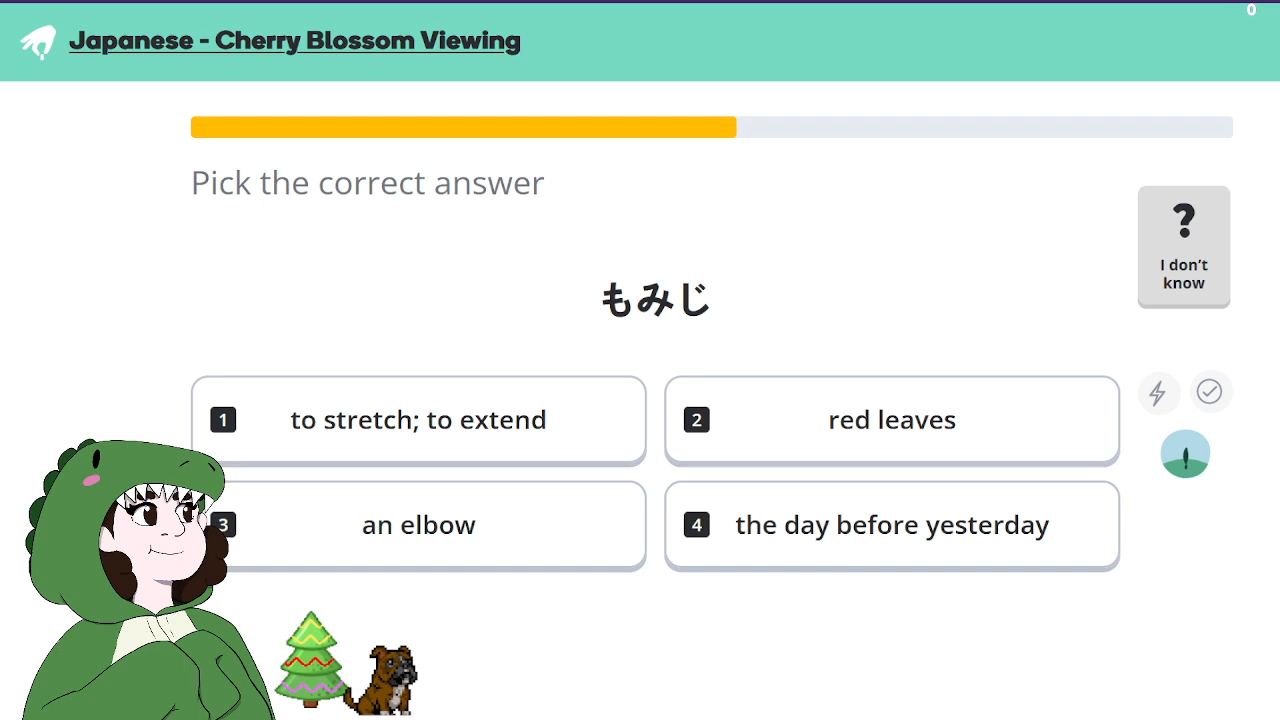 0
Japanese - Cherry Blossom Viewing
Pick the correct answer
?
I don't
know
もみじ
1 to stretch; to extend
2 red leaves
3 an elbow
4 the day before yesterday